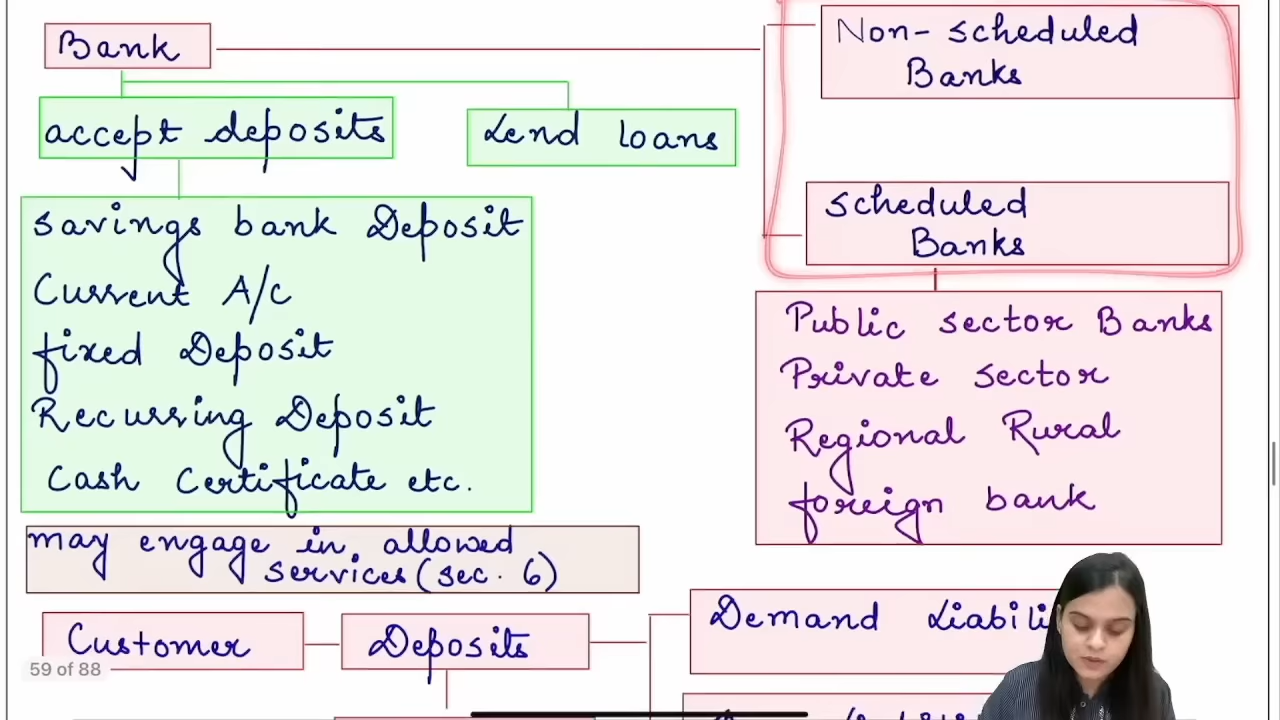 Bank
Non-scheduled
Banks
accept deposits
Lend loans
Scheduled
Banks
Savings bank Deposit
Current A/c
fixed Deposit
Recurring Deposit
Cash Certificate etc.
Public sector Banks
Private sector
Regional Rural
foreign bank
may engage in allowed
services (sec. 6)
Customer
Deposits
Demand
59 of 88